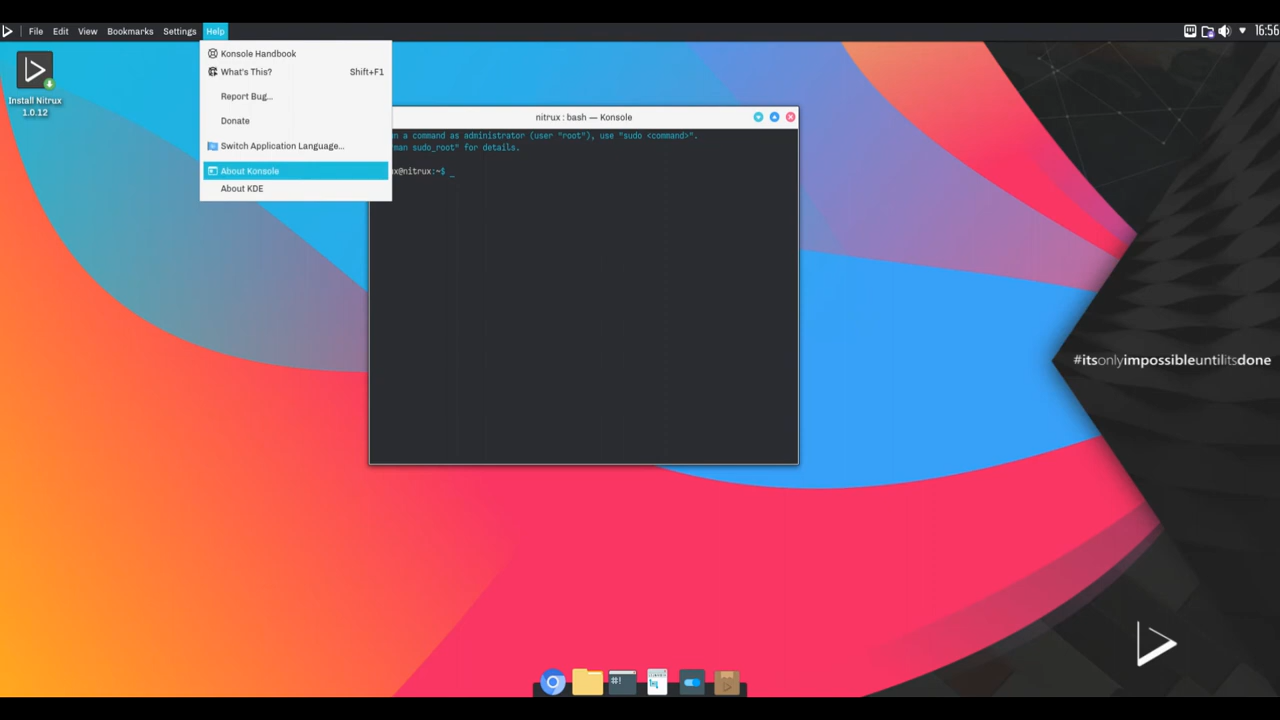 File Edit View Bookmarks Settings Help 16:56
Konsole Handbook
What's This? Shift+F1
Report Bug...
Donate
Switch Application Language...
About Konsole
About KDE
Install Nitrux
1.0.12
nitrux : bash — Konsole
n a command as administrator (user "root"), use "sudo <command>".
man sudo_root" for details.
x@nitrux:~$ _
#itsonlyimpossibleuntilitsdone
#!